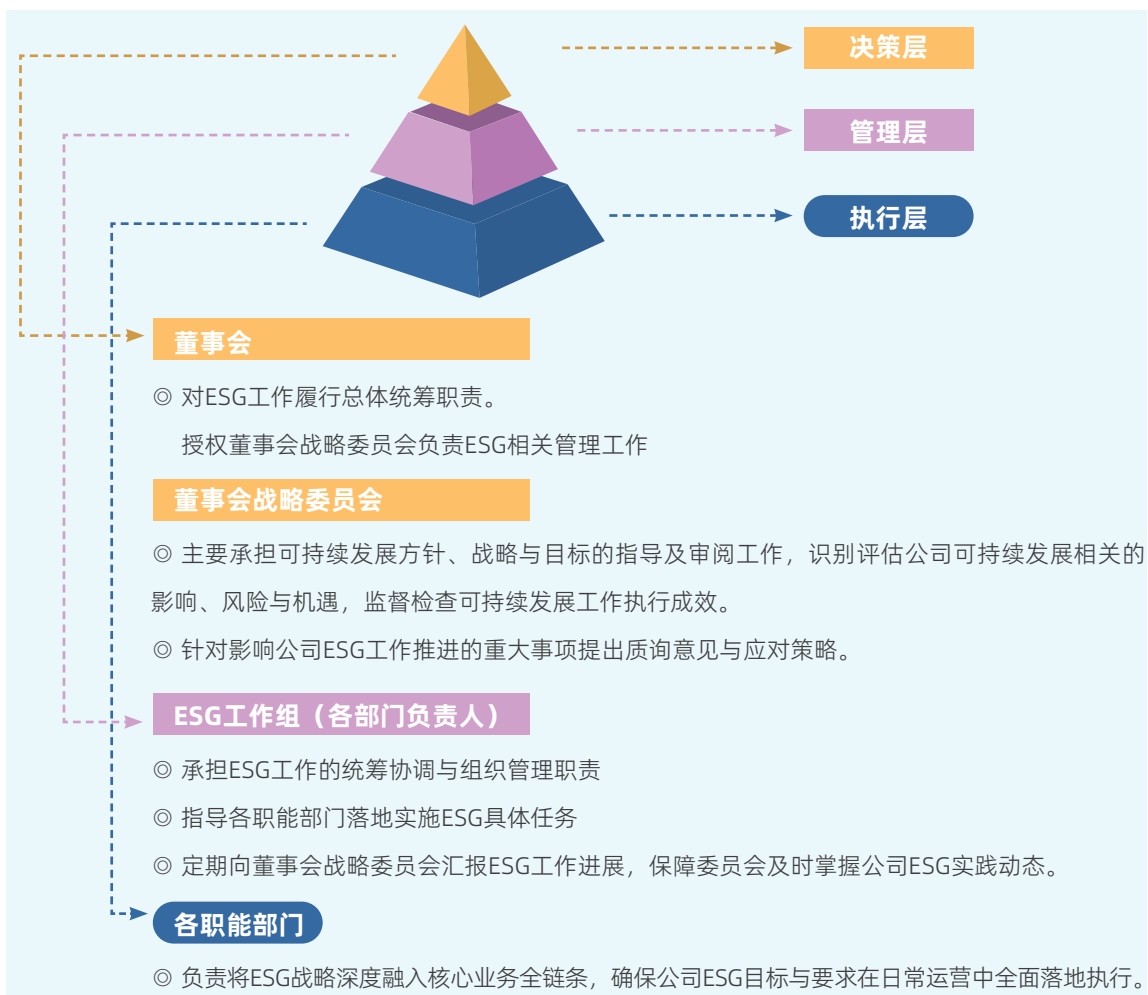 决策层
管理层
执行层
董事会
◎ 对ESG工作履行总体统筹职责。
授权董事会战略委员会负责ESG相关管理工作
董事会战略委员会
◎ 主要承担可持续发展方针、战略与目标的指导及审阅工作，识别评估公司可持续发展相关的
影响、风险与机遇，监督检查可持续发展工作执行成效。
◎ 针对影响公司ESG工作推进的重大事项提出质询意见与应对策略。
ESG工作组（各部门负责人）
◎ 承担ESG工作的统筹协调与组织管理职责
◎ 指导各职能部门落地实施ESG具体任务
◎ 定期向董事会战略委员会汇报ESG工作进展，保障委员会及时掌握公司ESG实践动态。
各职能部门
◎ 负责将ESG战略深度融入核心业务全链条，确保公司ESG目标与要求在日常运营中全面落地执行。